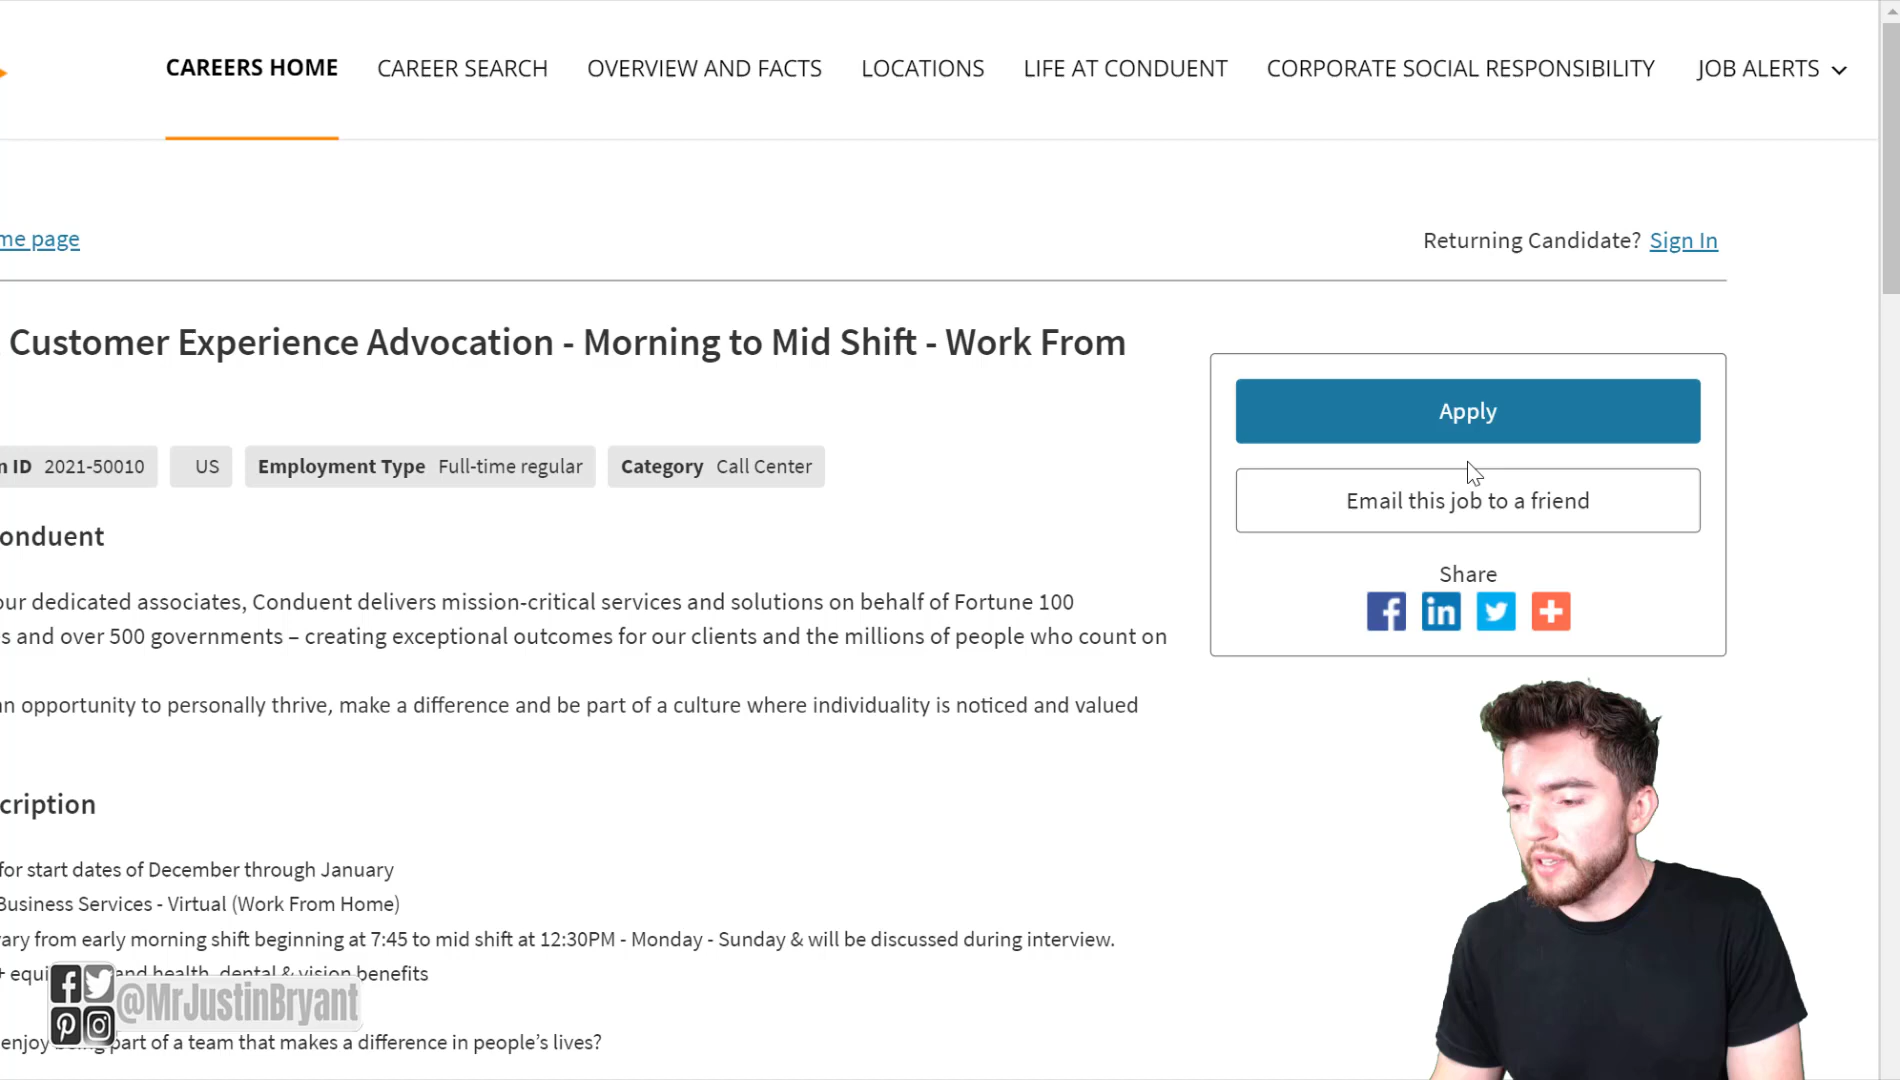 CAREERS HOME CAREER SEARCH OVERVIEW AND FACTS LOCATIONS LIFE AT CONDUENT CORPORATE SOCIAL RESPONSIBILITY JOB ALERTS
me page
Returning Candidate? Sign In
Customer Experience Advocation - Morning to Mid Shift - Work From
Apply
n ID 2021-50010 US Employment Type Full-time regular Category Call Center
Email this job to a friend
onduent
Share
our dedicated associates, Conduent delivers mission-critical services and solutions on behalf of Fortune 100
s and over 500 governments – creating exceptional outcomes for our clients and the millions of people who count on
an opportunity to personally thrive, make a difference and be part of a culture where individuality is noticed and valued
cription
for start dates of December through January
Business Services - Virtual (Work From Home)
vary from early morning shift beginning at 7:45 to mid shift at 12:30PM - Monday - Sunday & will be discussed during interview.
+ equi and health, dental & vision benefits
@MrJustinBryant
enjoy being part of a team that makes a difference in people's lives?